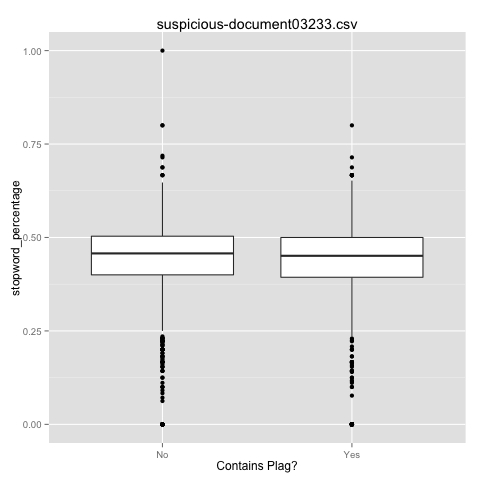 suspicious-document03233.csv
stopword_percentage
1.00
0.75
0.50
0.25
0.00
No
Yes
Contains Plag?